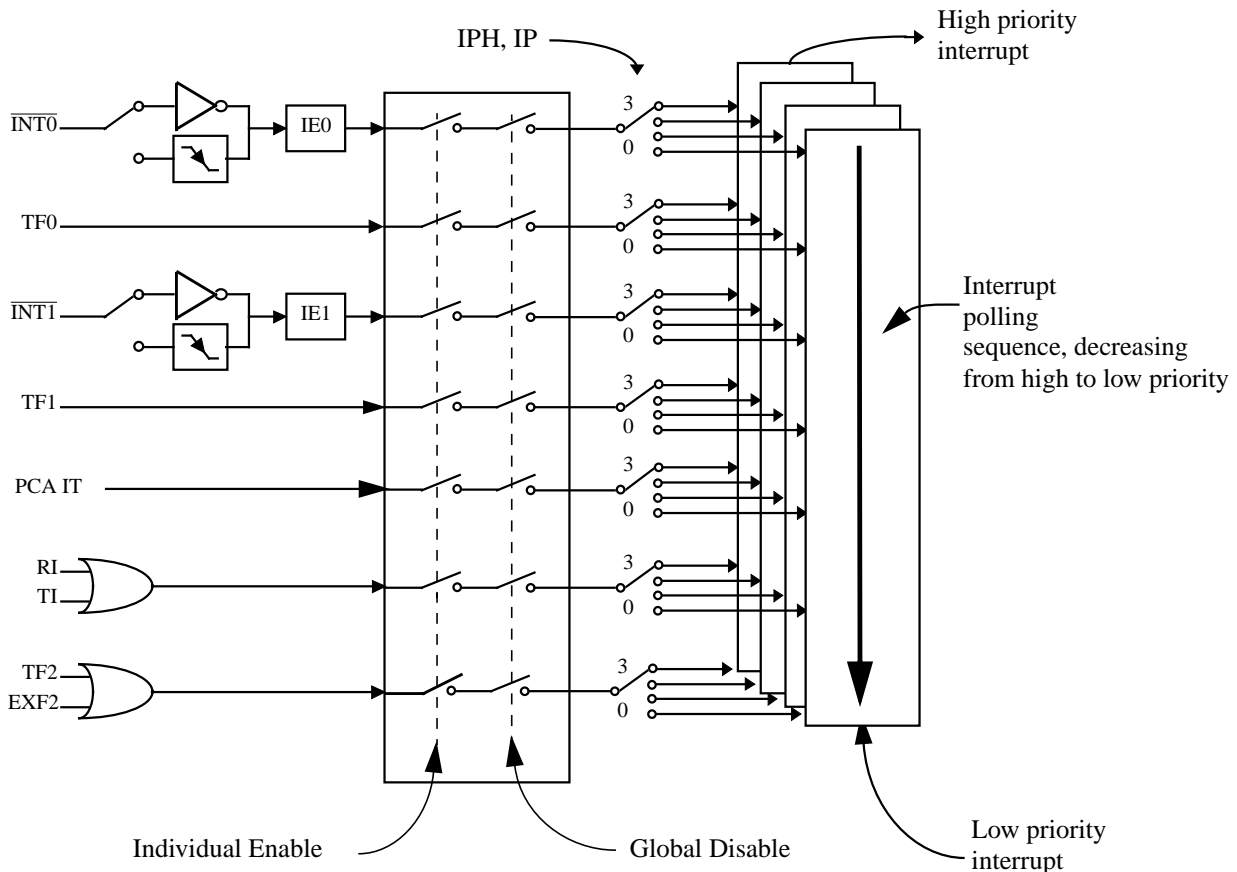 IPH, IP
High priority
interrupt
INT0
IE0
3
0
TF0
3
0
INT1
IE1
3
0
Interrupt
polling
sequence, decreasing
from high to low priority
TF1
3
0
PCA IT
3
0
RI
TI
3
0
TF2
EXF2
3
0
Individual Enable
Global Disable
Low priority
interrupt